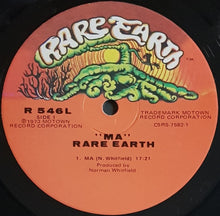 RARE EARTH
R 546L
SIDE 1
℗1973 MOTOWN
RECORD CORPORATION
TRADEMARK MOTOWN
RECORD CORPORATION
CSRS-7582-1
"MA"
RARE EARTH
1. MA (N. Whitfield) 17:21
Produced by
Norman Whitfield